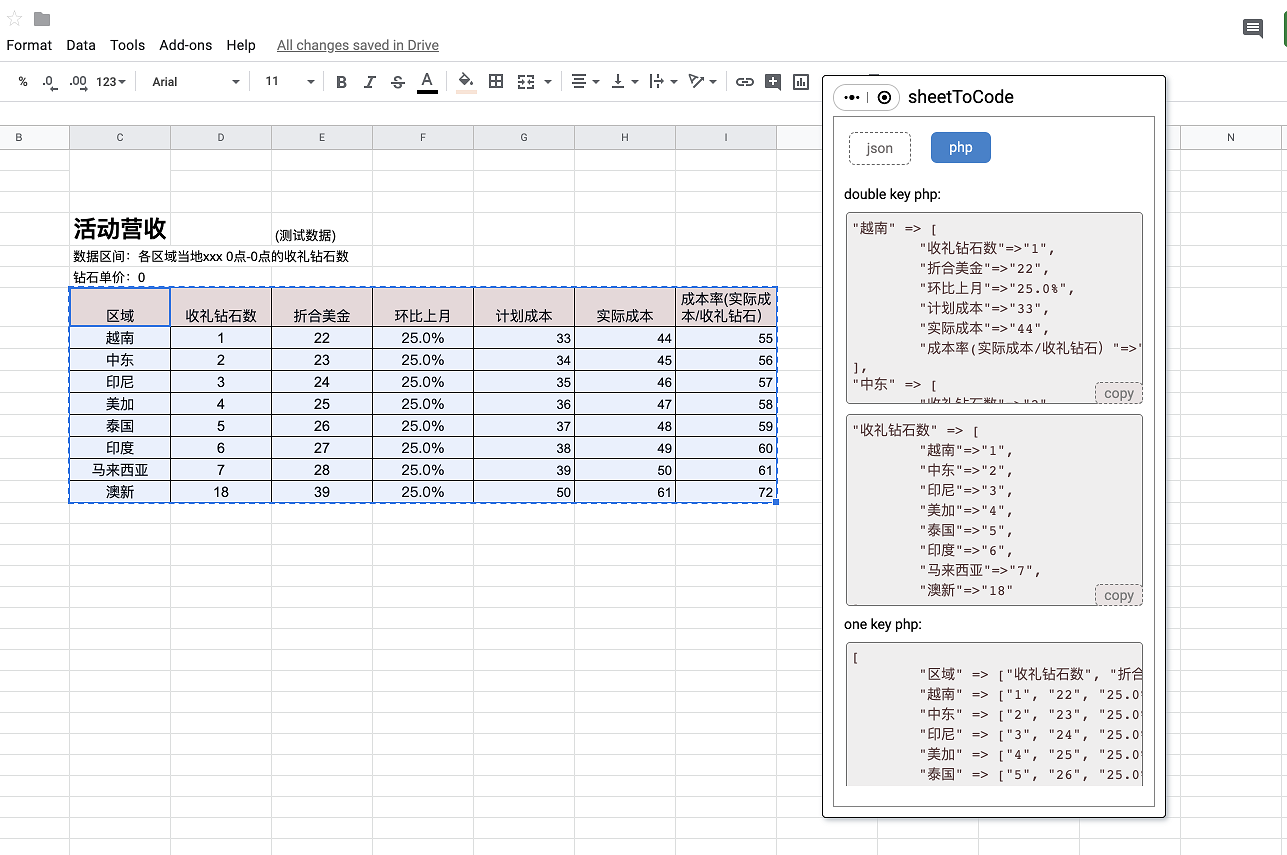 Format Data Tools Add-ons Help All changes saved in Drive
% .0 .00 123 Arial 11 B I S A
sheetToCode
B C D E F G H I N
json php
double key php:
活动营收 (测试数据)
数据区间：各区域当地xxx 0点-0点的收礼钻石数
钻石单价：0
区域 收礼钻石数 折合美金 环比上月 计划成本 实际成本 成本率(实际成本/收礼钻石）
越南 1 22 25.0% 33 44 55
中东 2 23 25.0% 34 45 56
印尼 3 24 25.0% 35 46 57
美加 4 25 25.0% 36 47 58
泰国 5 26 25.0% 37 48 59
印度 6 27 25.0% 38 49 60
马来西亚 7 28 25.0% 39 50 61
澳新 18 39 25.0% 50 61 72
"越南" => [
"收礼钻石数"=>"1",
"折合美金"=>"22",
"环比上月"=>"25.0%",
"计划成本"=>"33",
"实际成本"=>"44",
"成本率(实际成本/收礼钻石）"=>"
],
"中东" => [
"收礼钻石数"=>"2"
copy
"收礼钻石数" => [
"越南"=>"1",
"中东"=>"2",
"印尼"=>"3",
"美加"=>"4",
"泰国"=>"5",
"印度"=>"6",
"马来西亚"=>"7",
"澳新"=>"18"
copy
one key php:
[
"区域" => ["收礼钻石数", "折合
"越南" => ["1", "22", "25.0
"中东" => ["2", "23", "25.0
"印尼" => ["3", "24", "25.0
"美加" => ["4", "25", "25.0
"泰国" => ["5", "26", "25.0